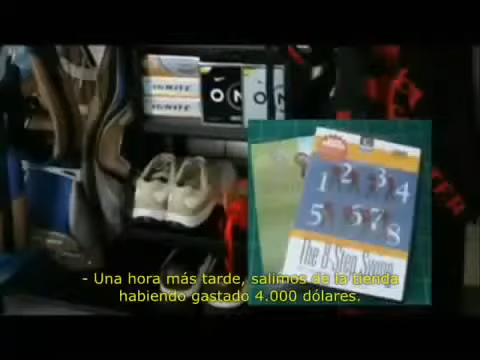 IGNITE
IGNITE
ON
O
1 2 3 4
5 6 7 8
The 8 Step Swing
- Una hora más tarde, salimos de la tienda
habiendo gastado 4.000 dólares.